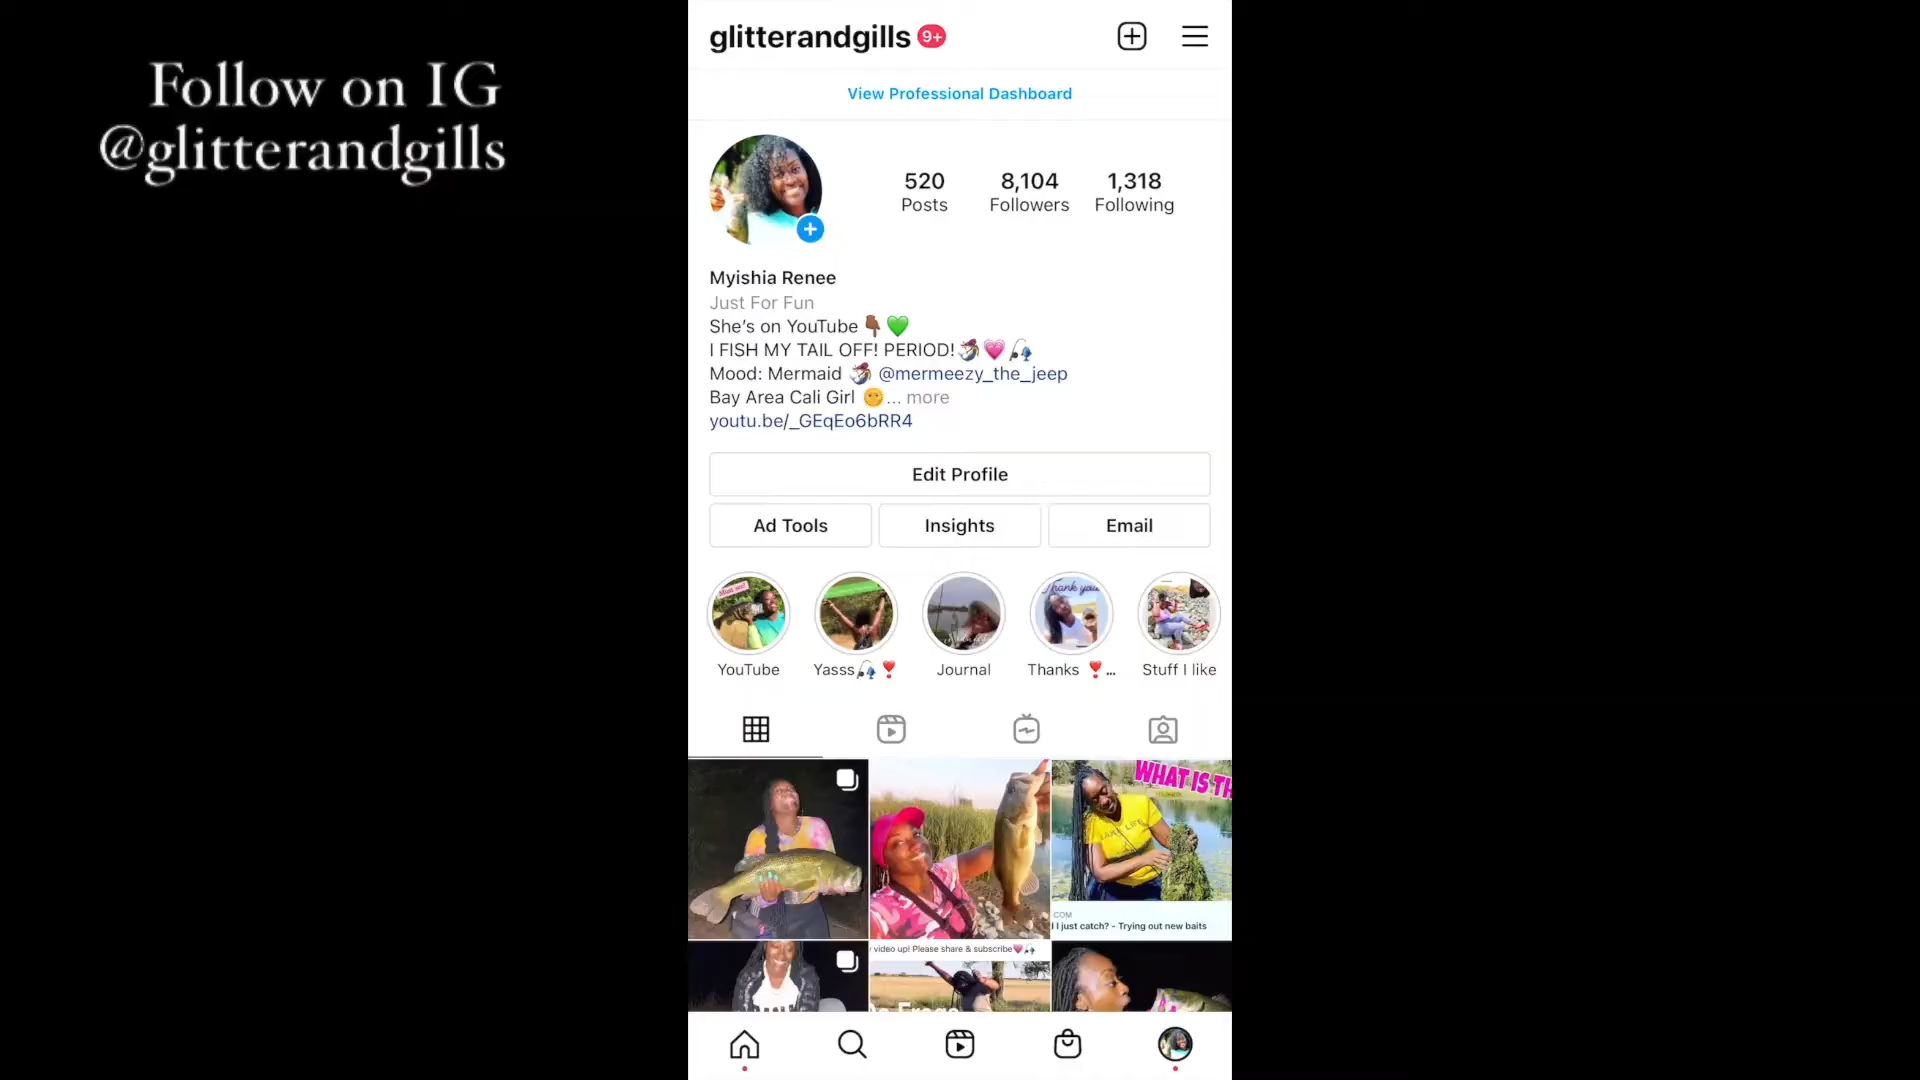 Follow on IG
@glitterandgills
glitterandgills 9+
View Professional Dashboard
520 8,104 1,318
Posts Followers Following
Myishia Renee
Just For Fun
She's on YouTube 👇🏾💚
I FISH MY TAIL OFF! PERIOD! 🧜🏾‍♀️💗🎣
Mood: Mermaid 🧜🏾‍♀️ @mermeezy_the_jeep
Bay Area Cali Girl 🌞... more
youtu.be/_GEqEo6bRR4
Edit Profile
Ad Tools Insights Email
Thank you
YouTube Yasss🎣❣️ Journal Thanks ❣️... Stuff I like
WHAT IS TH
COM
I I just catch? - Trying out new baits
video up! Please share & subscribe💗🎣